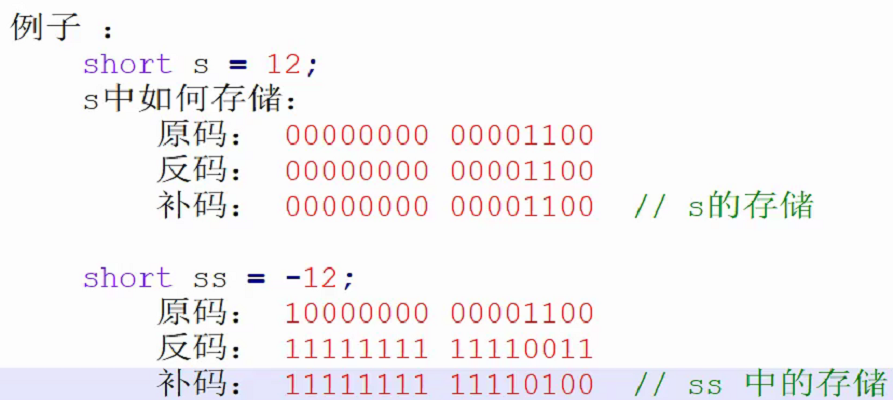 例子 :
short s = 12;
s中如何存储:
原码: 00000000 00001100
反码: 00000000 00001100
补码: 00000000 00001100 // s的存储
short ss = -12;
原码: 10000000 00001100
反码: 11111111 11110011
补码: 11111111 11110100 // ss 中的存储